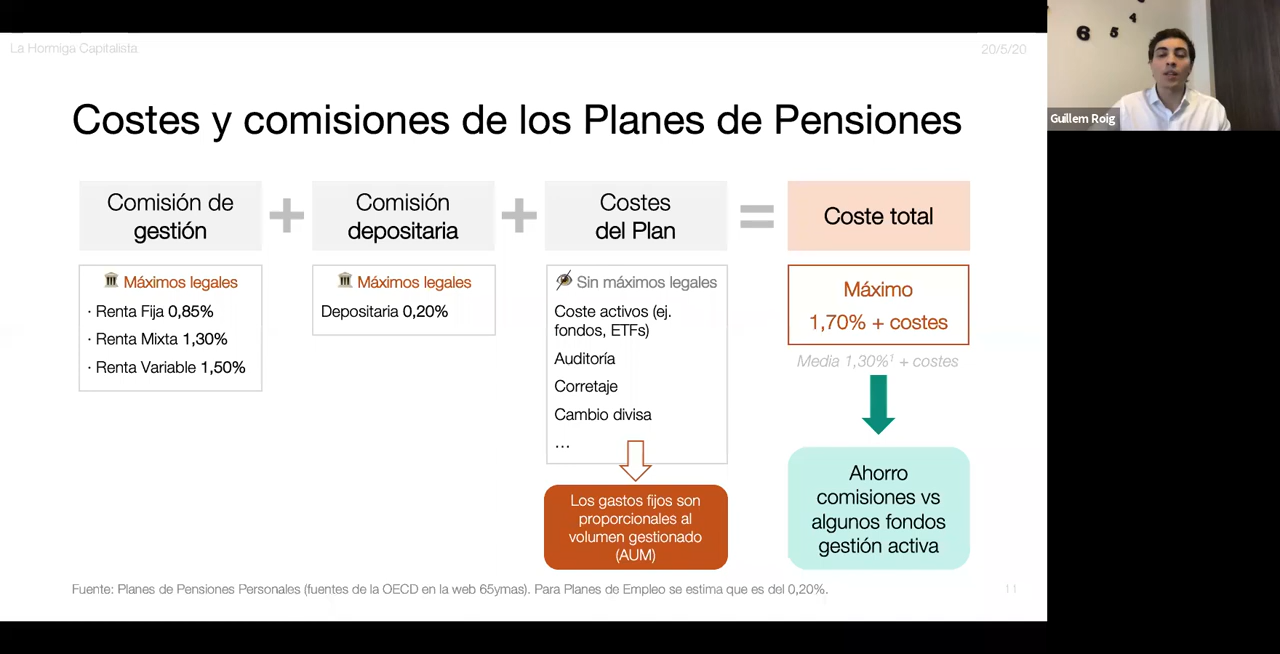 La Hormiga Capitalista
20/5/20
Guillem Roig
Costes y comisiones de los Planes de Pensiones
Comisión de
gestión
Máximos legales
· Renta Fija 0,85%
· Renta Mixta 1,30%
· Renta Variable 1,50%
+
Comisión
depositaria
Máximos legales
Depositaria 0,20%
+
Costes
del Plan
Sin máximos legales
Coste activos (ej.
fondos, ETFs)
Auditoría
Corretaje
Cambio divisa
...
Los gastos fijos son
proporcionales al
volumen gestionado
(AUM)
=
Coste total
Máximo
1,70% + costes
Media 1,30%¹ + costes
Ahorro
comisiones vs
algunos fondos
gestión activa
Fuente: Planes de Pensiones Personales (fuentes de la OECD en la web 65ymas). Para Planes de Empleo se estima que es del 0,20%.
11
6 5 4